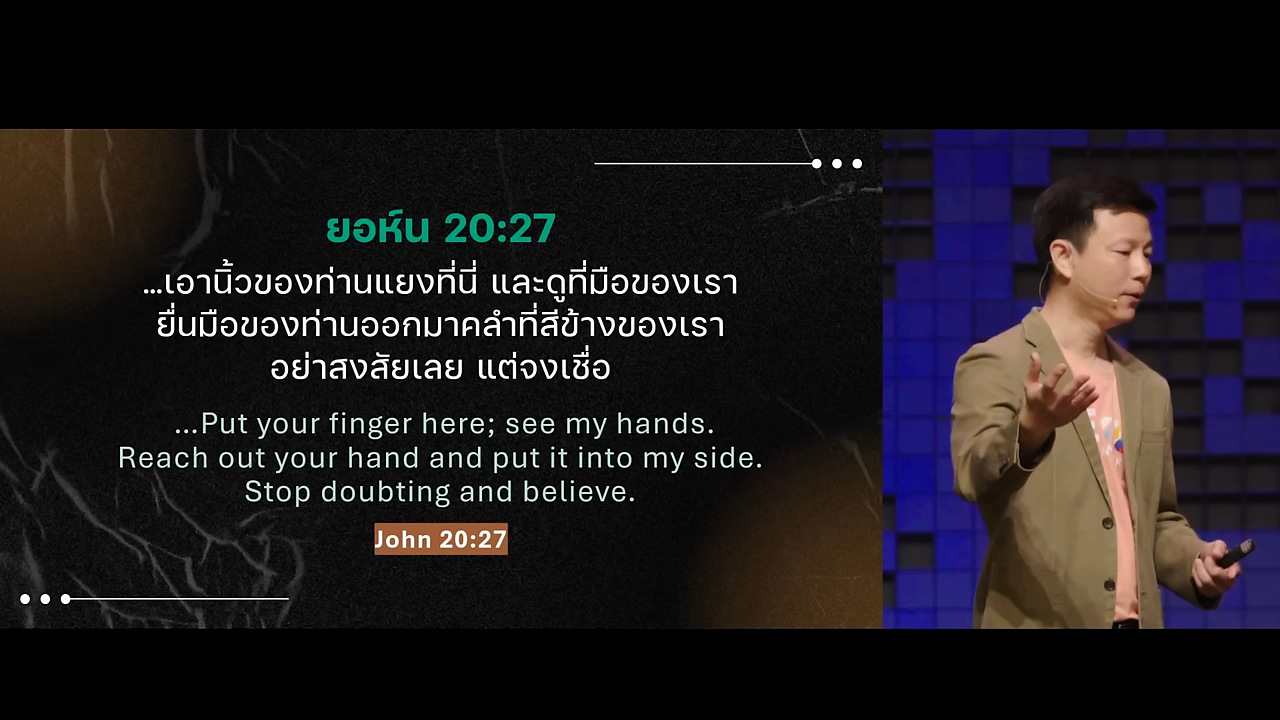 ยอห์น 20:27
...เอานิ้วของท่านแยงที่นี่ และดูที่มือของเรา
ยื่นมือของท่านออกมาคลำที่สีข้างของเรา
อย่าสงสัยเลย แต่จงเชื่อ
...Put your finger here; see my hands.
Reach out your hand and put it into my side.
Stop doubting and believe.
John 20:27